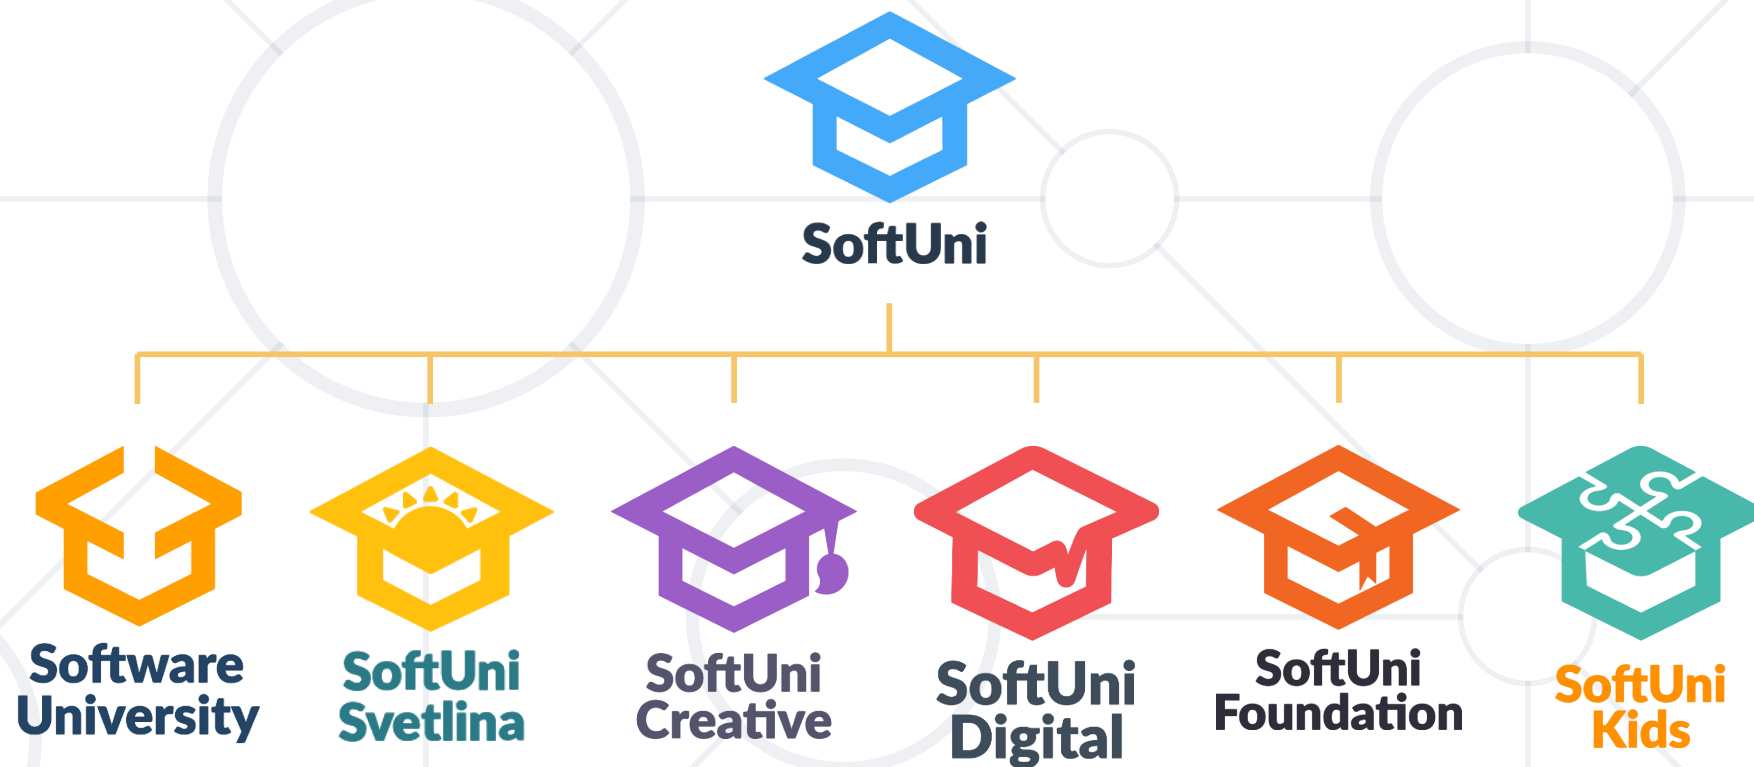 SoftUni
Software
University
SoftUni
Svetlina
SoftUni
Creative
SoftUni
Digital
SoftUni
Foundation
SoftUni
Kids